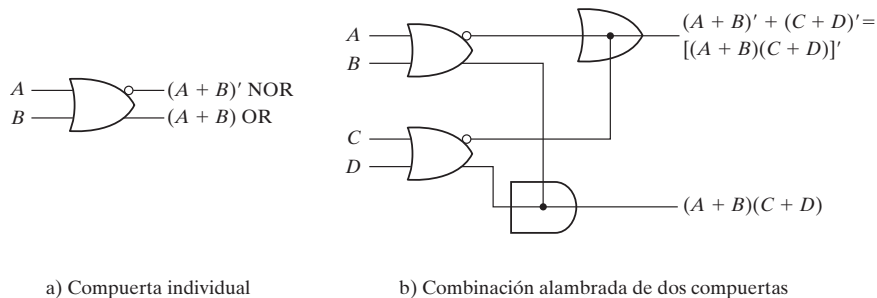 A
B
(A + B)′ NOR
(A + B) OR
A
B
C
D
(A + B)′ + (C + D)′ =
[(A + B)(C + D)]′
(A + B)(C + D)
a) Compuerta individual
b) Combinación alambrada de dos compuertas